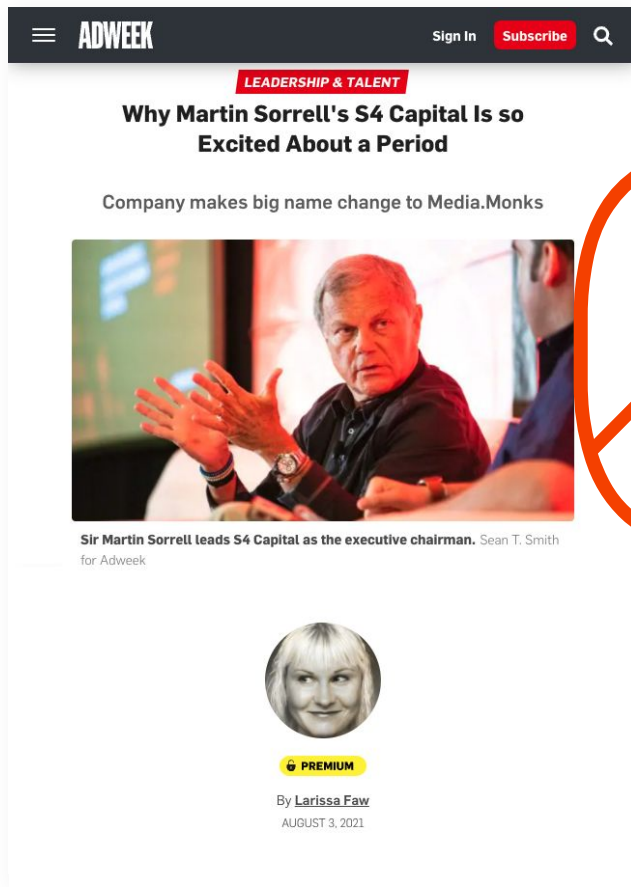 ADWEEK
Sign In
Subscribe
LEADERSHIP & TALENT
Why Martin Sorrell's S4 Capital Is so
Excited About a Period
Company makes big name change to Media.Monks
Sir Martin Sorrell leads S4 Capital as the executive chairman. Sean T. Smith
for Adweek
PREMIUM
By Larissa Faw
AUGUST 3, 2021